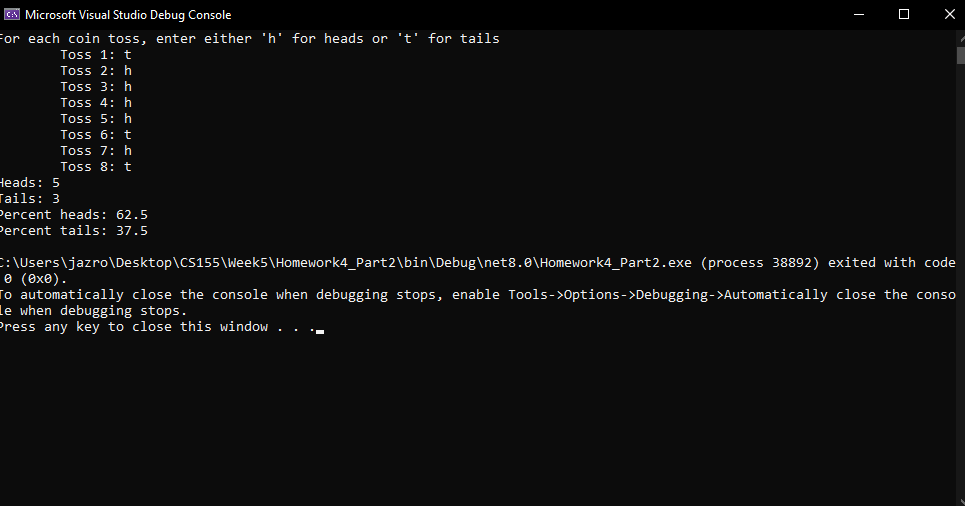 Microsoft Visual Studio Debug Console
For each coin toss, enter either 'h' for heads or 't' for tails
Toss 1: t
Toss 2: h
Toss 3: h
Toss 4: h
Toss 5: h
Toss 6: t
Toss 7: h
Toss 8: t
Heads: 5
Tails: 3
Percent heads: 62.5
Percent tails: 37.5
C:\Users\jazro\Desktop\CS155\Week5\Homework4_Part2\bin\Debug\net8.0\Homework4_Part2.exe (process 38892) exited with code
0 (0x0).
To automatically close the console when debugging stops, enable Tools->Options->Debugging->Automatically close the conso
le when debugging stops.
Press any key to close this window . . .